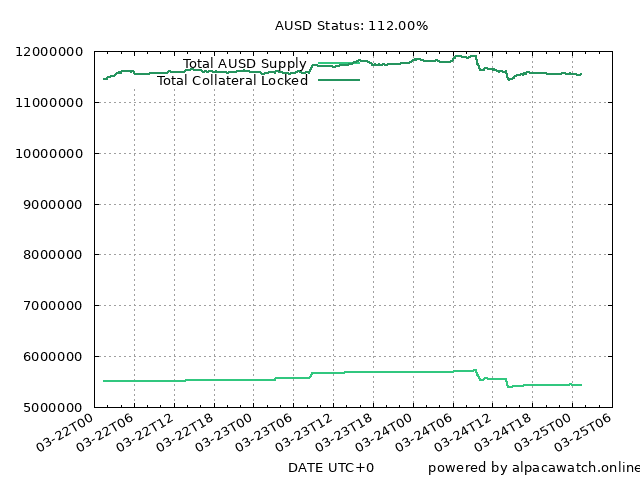 AUSD Status: 112.00%
12000000
11000000
10000000
9000000
8000000
7000000
6000000
5000000
Total AUSD Supply
Total Collateral Locked
03-22T00
03-22T06
03-22T12
03-22T18
03-23T00
03-23T06
03-23T12
03-23T18
03-24T00
03-24T06
03-24T12
03-24T18
03-25T00
03-25T06
DATE UTC+0
powered by alpacawatch.online